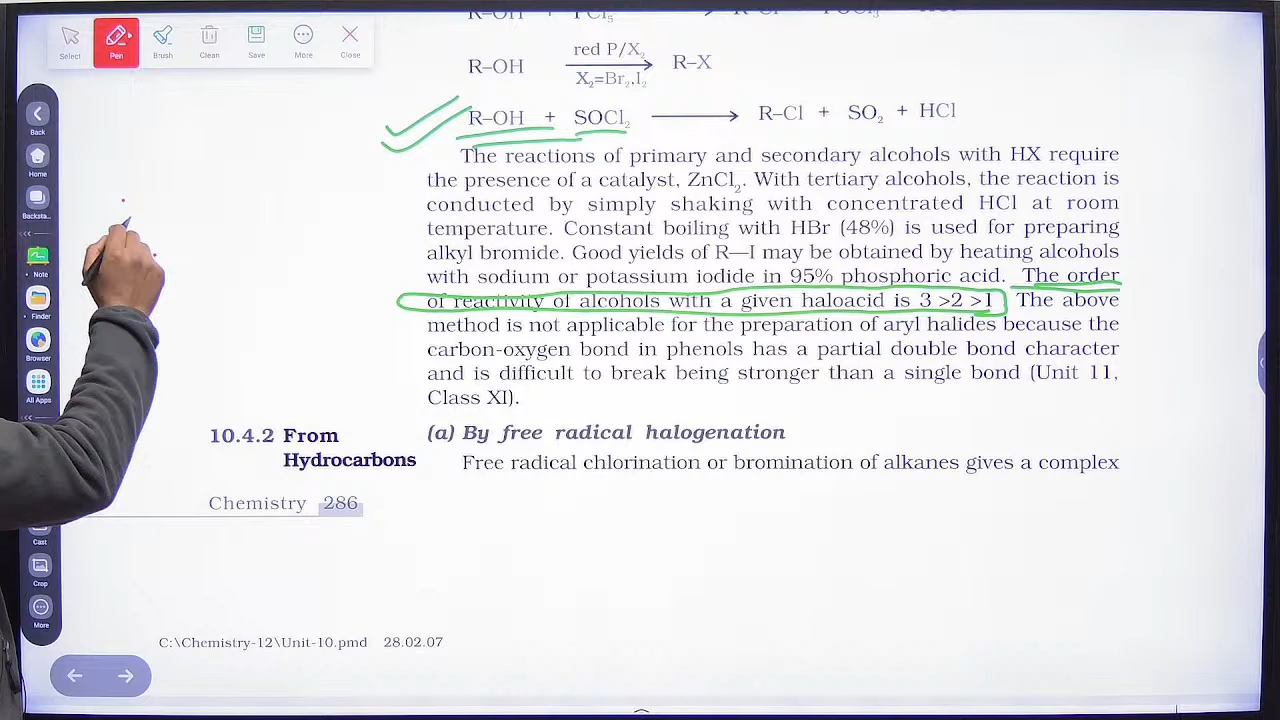 Select Pen Brush Clean Save More Close
R–OH + PCl5 → R–Cl + POCl3 + HCl
red P/X2
R–OH → R–X
X2=Br2,I2
R–OH + SOCl2 → R–Cl + SO2 + HCl
The reactions of primary and secondary alcohols with HX require
the presence of a catalyst, ZnCl2. With tertiary alcohols, the reaction is
conducted by simply shaking with concentrated HCl at room
temperature. Constant boiling with HBr (48%) is used for preparing
alkyl bromide. Good yields of R—I may be obtained by heating alcohols
with sodium or potassium iodide in 95% phosphoric acid. The order
of reactivity of alcohols with a given haloacid is 3 >2 >1 The above
method is not applicable for the preparation of aryl halides because the
carbon-oxygen bond in phenols has a partial double bond character
and is difficult to break being stronger than a single bond (Unit 11,
Class XI).
10.4.2 From
Hydrocarbons
(a) By free radical halogenation
Free radical chlorination or bromination of alkanes gives a complex
Chemistry 286
C:\Chemistry-12\Unit-10.pmd 28.02.07
Back
Home
Backsta...
Note
Finder
Browser
All Apps
Cast
Crop
More